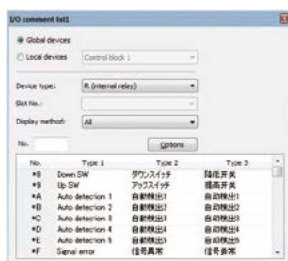 I/O comment list1
Global devices
Local devices Control block 1
Device type: R (internal relay)
Slot No.:
Display method: All
No. Options
No. Type 1 Type 2 Type 3
*8 Down SW ダウンスイッチ 降低开关
*9 Up SW アップスイッチ 提高开关
*A Auto detection 1 自動検出1 自动检出1
*B Auto detection 2 自動検出2 自动检出2
*C Auto detection 3 自動検出3 自动检出3
*D Auto detection 4 自動検出4 自动检出4
*E Auto detection 5 自動検出5 自动检出5
*F Signal error 信号異常 信号异常